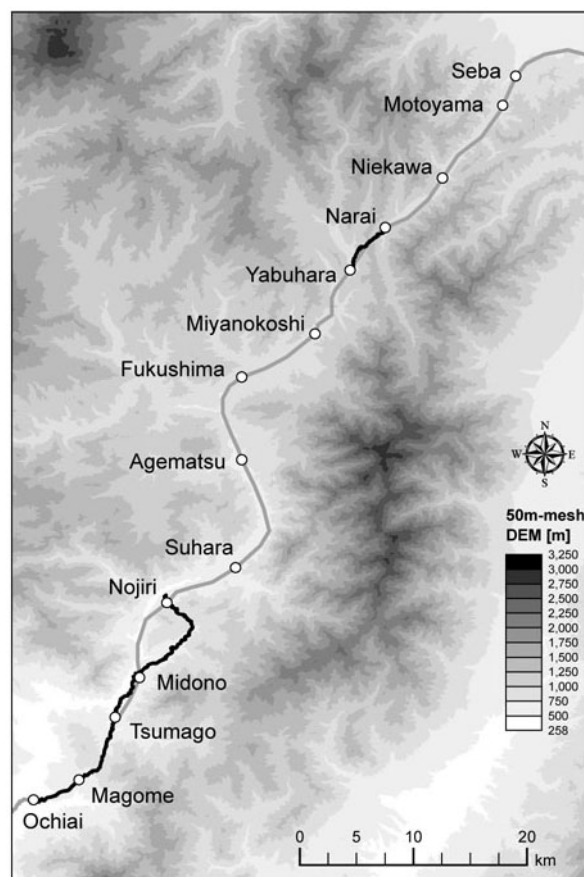 Seba
Motoyama
Niekawa
Narai
Yabuhara
Miyanokoshi
Fukushima
Agematsu
Suhara
Nojiri
Midono
Tsumago
Magome
Ochiai
N
W E
S
50m-mesh
DEM [m]
3,250
3,000
2,750
2,500
2,250
2,000
1,750
1,500
1,250
1,000
750
500
258
0 5 10 20
km